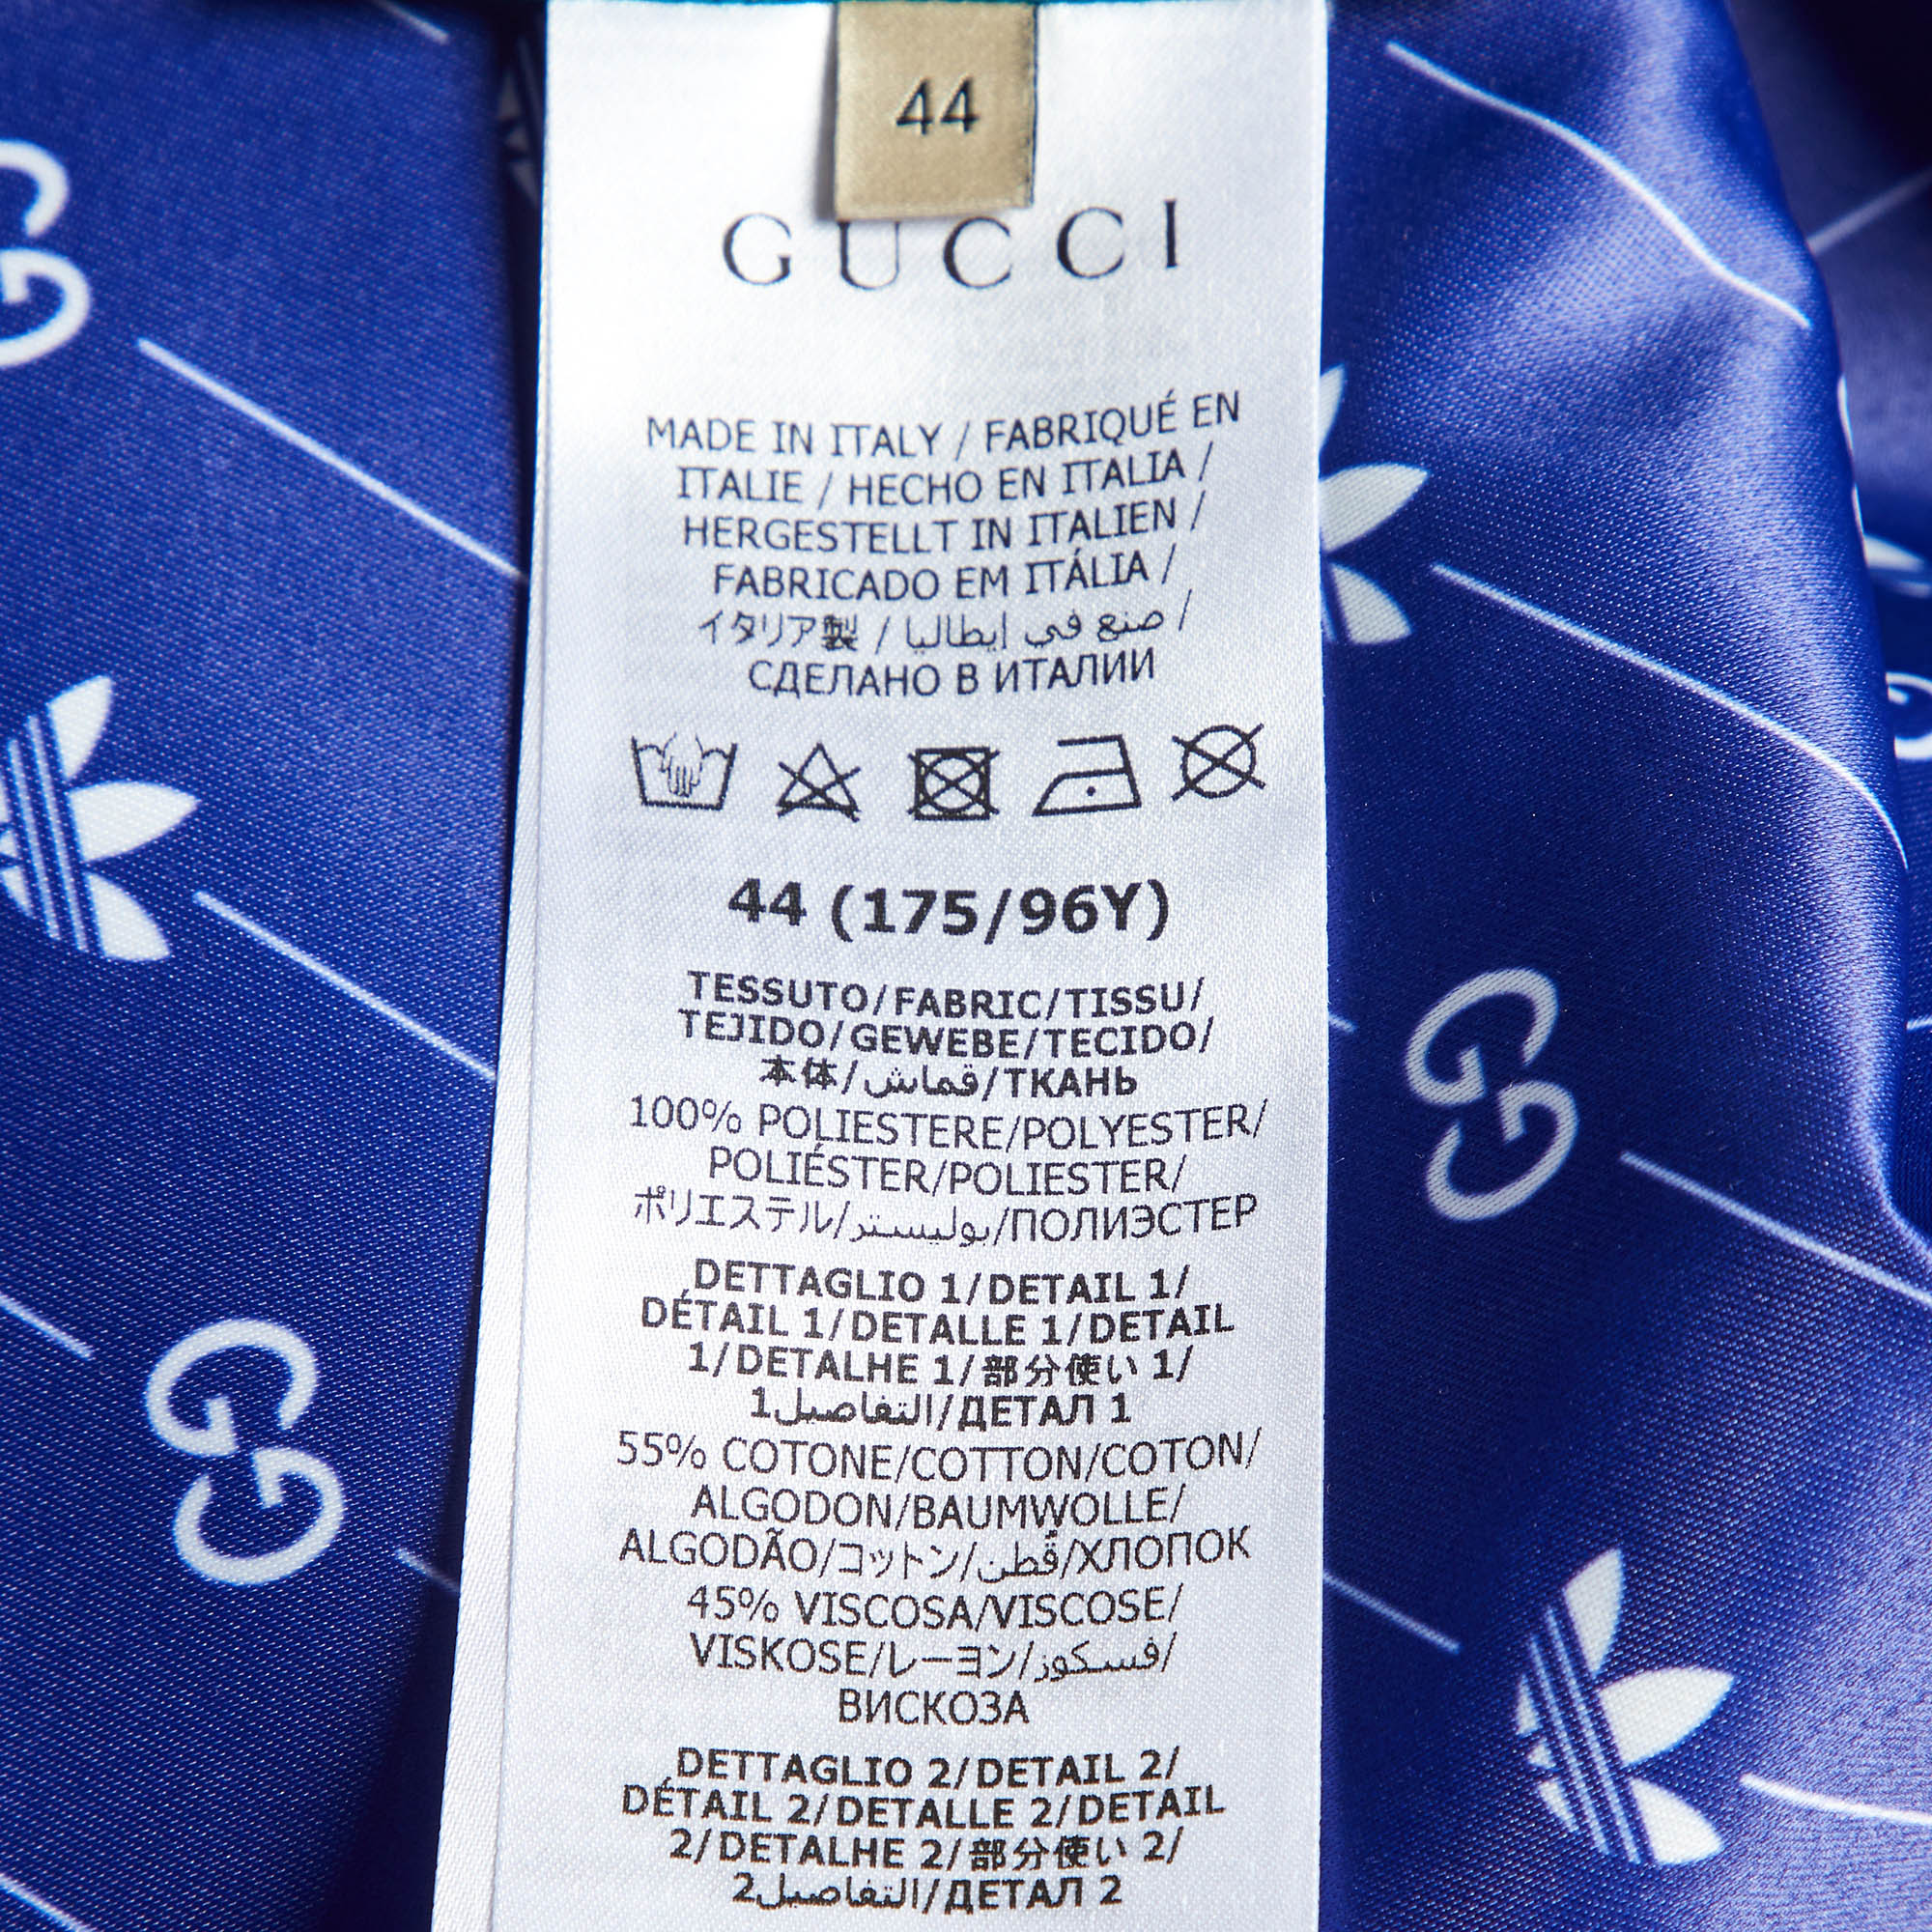 44
GUCCI
MADE IN ITALY / FABRIQUÉ EN
ITALIE / HECHO EN ITALIA /
HERGESTELLT IN ITALIEN /
FABRICADO EM ITÁLIA /
イタリア製 / صنع في إيطاليا /
СДЕЛАНО В ИТАЛИИ
44 (175/96Y)
TESSUTO/FABRIC/TISSU/
TEJIDO/GEWEBE/TECIDO/
本体/قماش/ТКАНЬ
100% POLIESTERE/POLYESTER/
POLIÉSTER/POLIESTER/
ポリエステル/بوليستر/ПОЛИЭСТЕР
DETTAGLIO 1/DETAIL 1/
DÉTAIL 1/DETALLE 1/DETAIL
1/DETALHE 1/部分使い 1/
التفاصيل1/ДЕТАЛ 1
55% COTONE/COTTON/COTON/
ALGODON/BAUMWOLLE/
ALGODÃO/コットン/قُطن/ХЛОПОК
45% VISCOSA/VISCOSE/
VISKOSE/レーヨン/فسكوز/
ВИСКОЗА
DETTAGLIO 2/DETAIL 2/
DÉTAIL 2/DETALLE 2/DETAIL
2/DETALHE 2/部分使い 2/
التفاصيل2/ДЕТАЛ 2